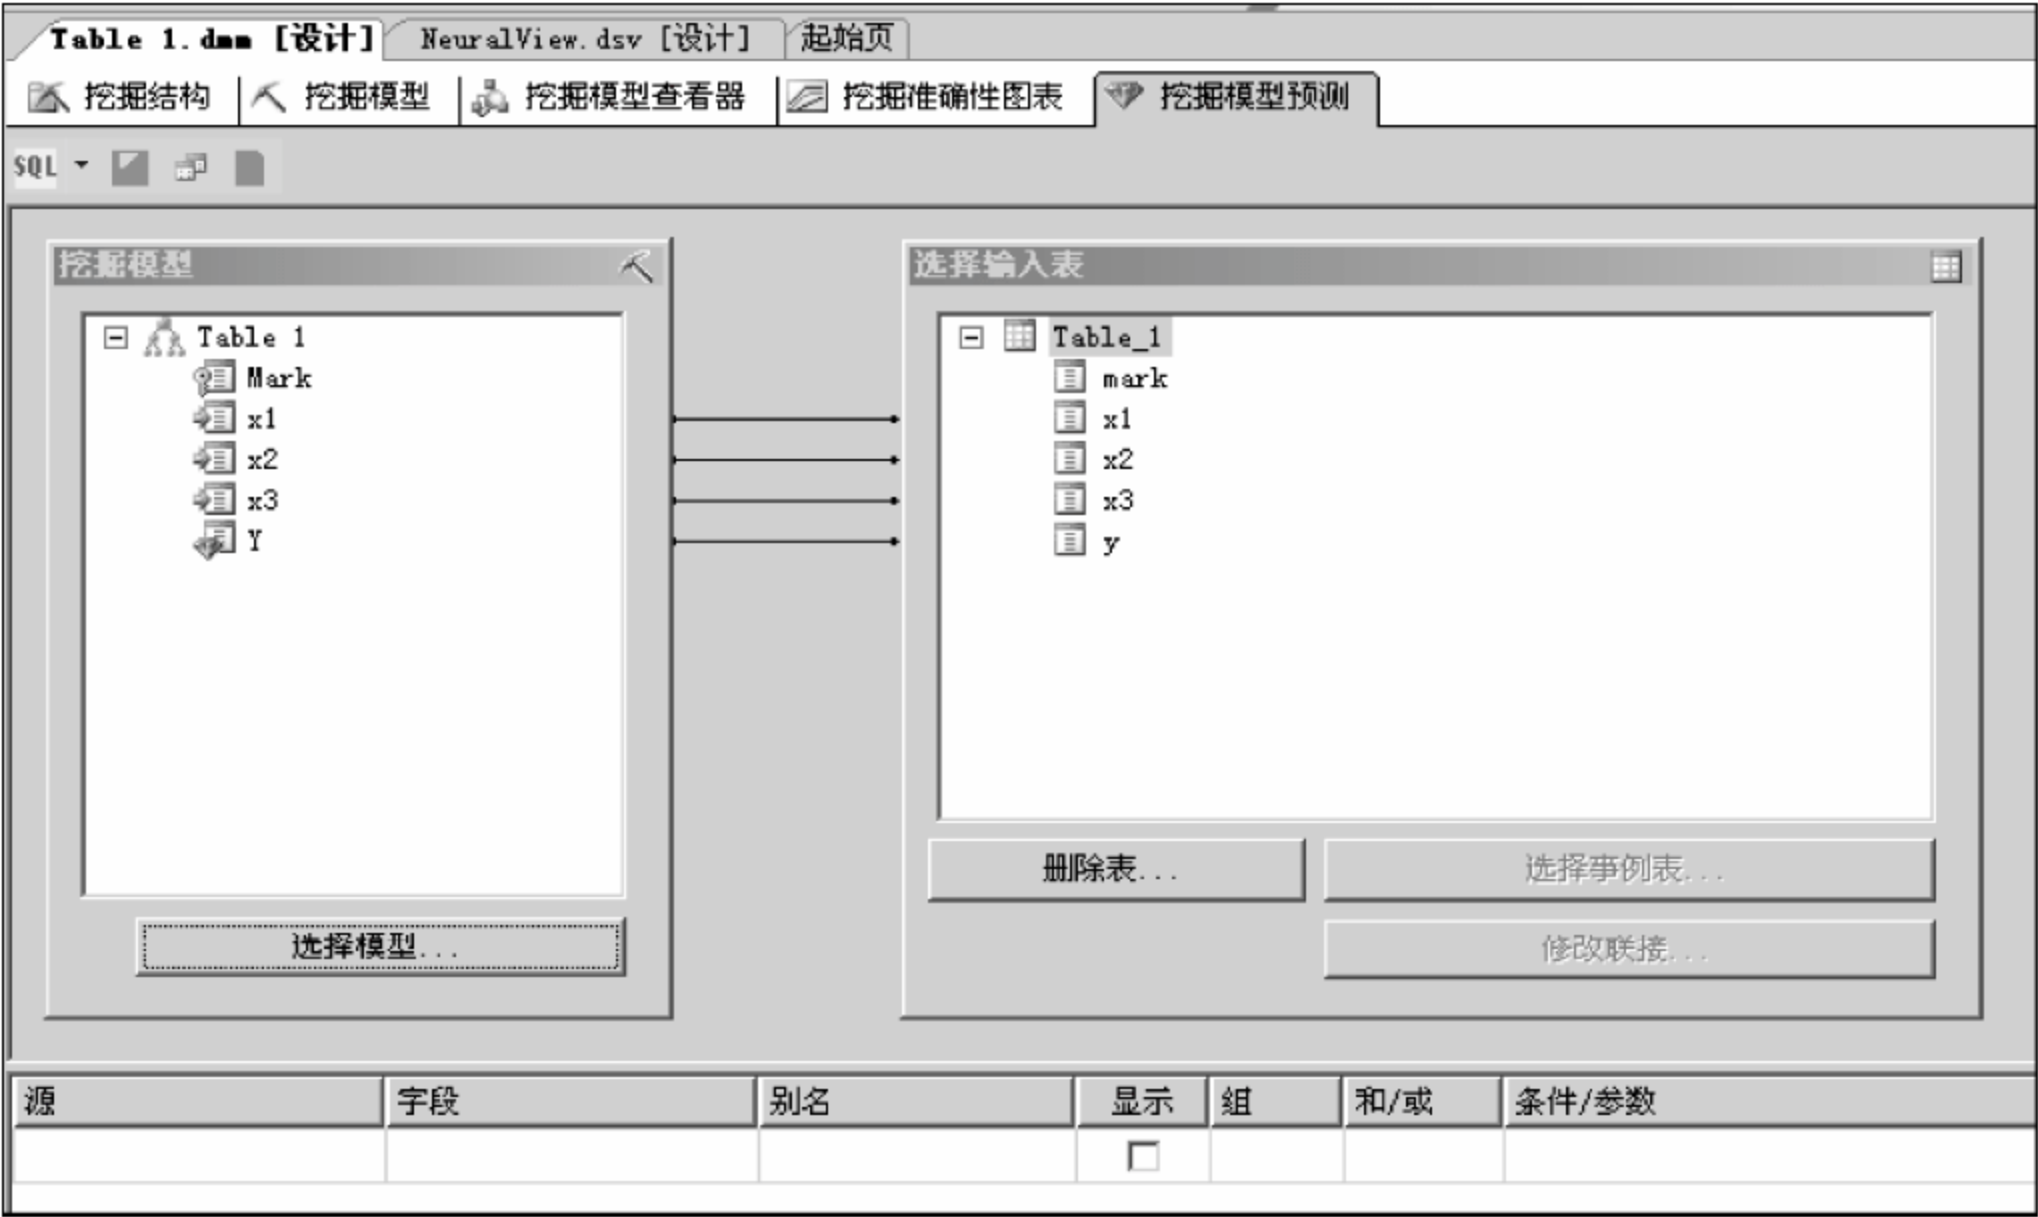 Table 1.dmm [设计] NeuralView.dsv [设计] 起始页
挖掘结构 挖掘模型 挖掘模型查看器 挖掘准确性图表 挖掘模型预测
SQL
挖掘模型
Table 1
Mark
x1
x2
x3
Y
选择模型...
选择输入表
Table_1
mark
x1
x2
x3
y
删除表... 选择事例表...
修改联接...
源 字段 别名 显示 组 和/或 条件/参数